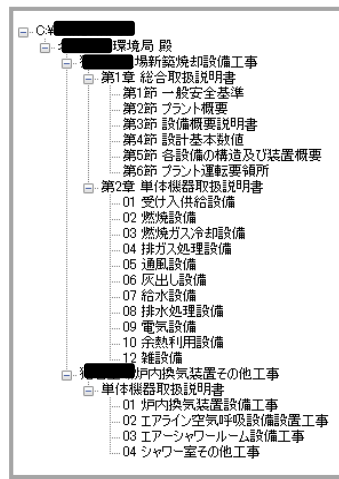 C:¥
環境局 殿
場新築焼却設備工事
第1章 総合取扱説明書
第1節 一般安全基準
第2節 プラント概要
第3節 設備概要説明書
第4節 設計基本数値
第5節 各設備の構造及び装置概要
第6節 プラント運転要領所
第2章 単体機器取扱説明書
01 受け入供給設備
02 燃焼設備
03 燃焼ガス冷却設備
04 排ガス処理設備
05 通風設備
06 灰出し設備
07 給水設備
08 排水処理設備
09 電気設備
10 余熱利用設備
12 雑設備
炉内換気装置その他工事
単体機器取扱説明書
01 炉内換気装置設備工事
02 エアライン空気呼吸設備設置工事
03 エアーシャワールーム設備工事
04 シャワー室その他工事